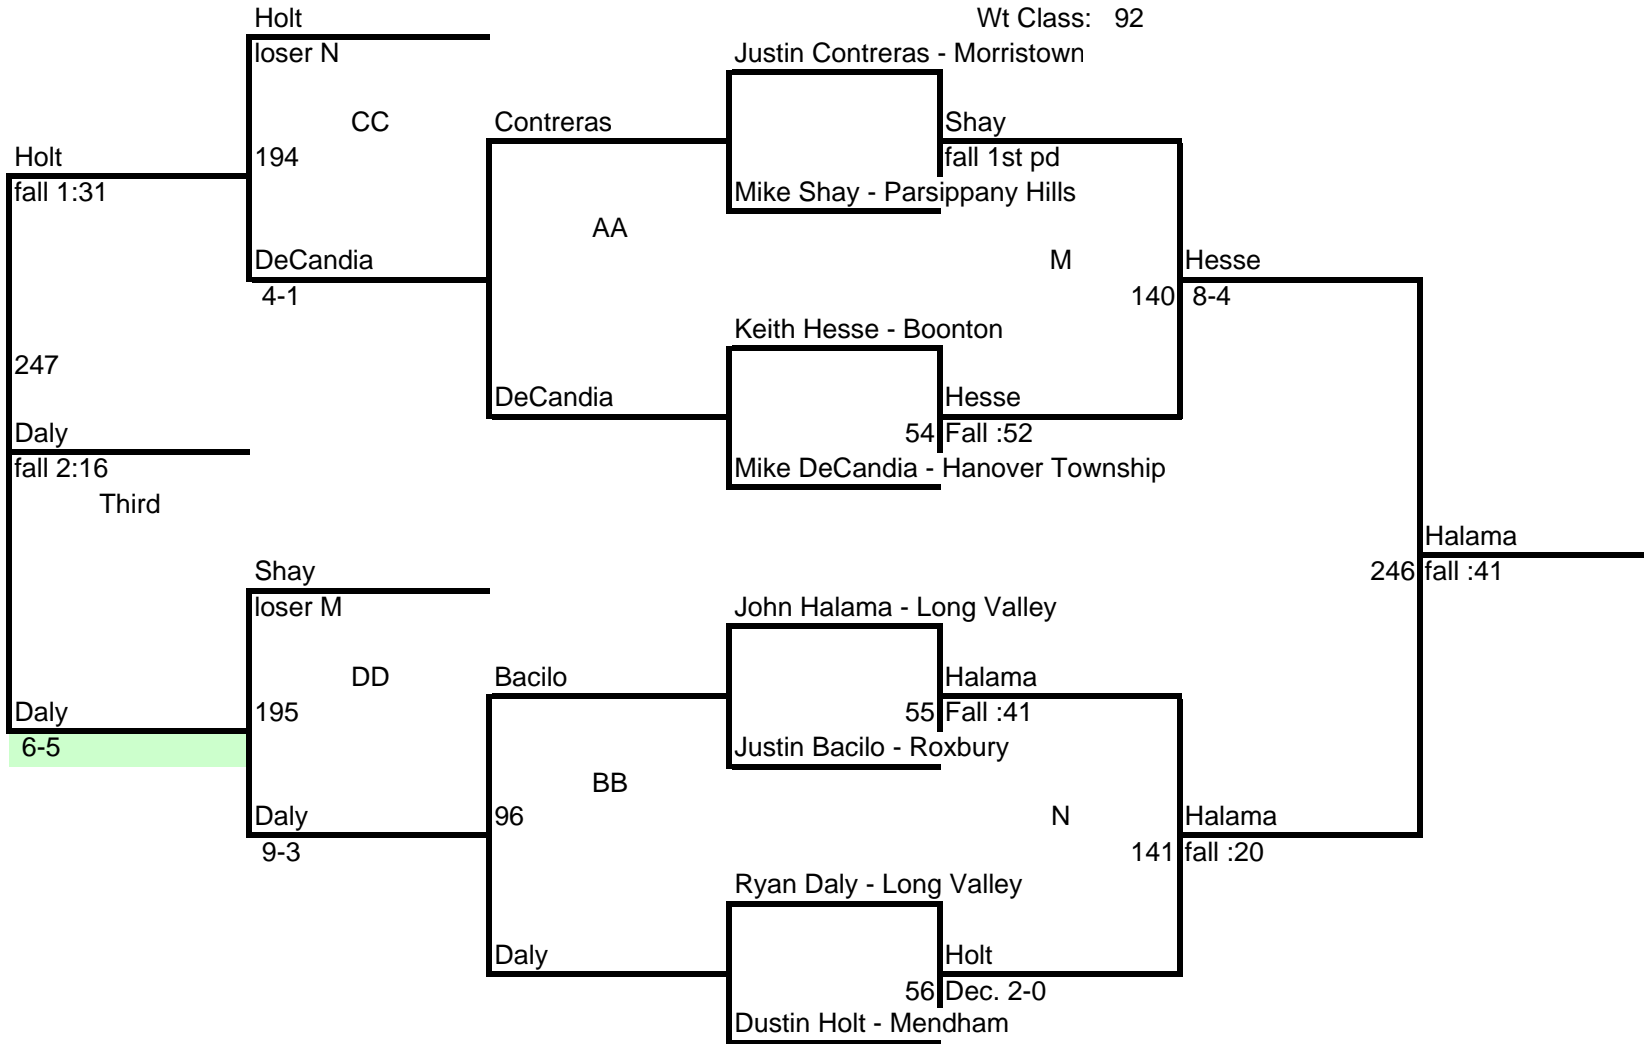 Holt
Wt Class: 92
loser N
Justin Contreras - Morristown
CC
Contreras
Shay
Holt
194
fall 1st pd
fall 1:31
Mike Shay - Parsippany Hills
AA
DeCandia
M
Hesse
4-1
140
8-4
Keith Hesse - Boonton
247
DeCandia
Hesse
Daly
54
Fall :52
fall 2:16
Mike DeCandia - Hanover Township
Third
Halama
Shay
246
fall :41
loser M
John Halama - Long Valley
DD
Bacilo
Halama
Daly
195
55
Fall :41
6-5
Justin Bacilo - Roxbury
BB
Daly
96
N
Halama
9-3
141
fall :20
Ryan Daly - Long Valley
Daly
Holt
56
Dec. 2-0
Dustin Holt - Mendham